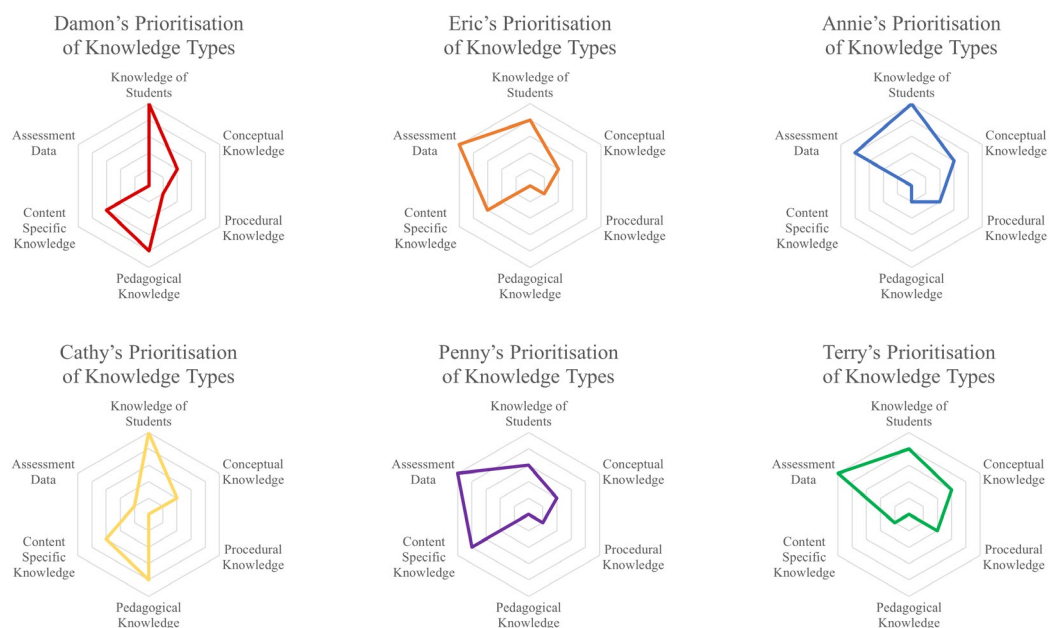 Damon’s Prioritisation
of Knowledge Types
Knowledge of
Students
Assessment
Data
Conceptual
Knowledge
Content
Specific
Knowledge
Procedural
Knowledge
Pedagogical
Knowledge
Eric’s Prioritisation
of Knowledge Types
Knowledge of
Students
Assessment
Data
Conceptual
Knowledge
Content
Specific
Knowledge
Procedural
Knowledge
Pedagogical
Knowledge
Annie’s Prioritisation
of Knowledge Types
Knowledge of
Students
Assessment
Data
Conceptual
Knowledge
Content
Specific
Knowledge
Procedural
Knowledge
Pedagogical
Knowledge
Cathy’s Prioritisation
of Knowledge Types
Knowledge of
Students
Assessment
Data
Conceptual
Knowledge
Content
Specific
Knowledge
Procedural
Knowledge
Pedagogical
Knowledge
Penny’s Prioritisation
of Knowledge Types
Knowledge of
Students
Assessment
Data
Conceptual
Knowledge
Content
Specific
Knowledge
Procedural
Knowledge
Pedagogical
Knowledge
Terry’s Prioritisation
of Knowledge Types
Knowledge of
Students
Assessment
Data
Conceptual
Knowledge
Content
Specific
Knowledge
Procedural
Knowledge
Pedagogical
Knowledge